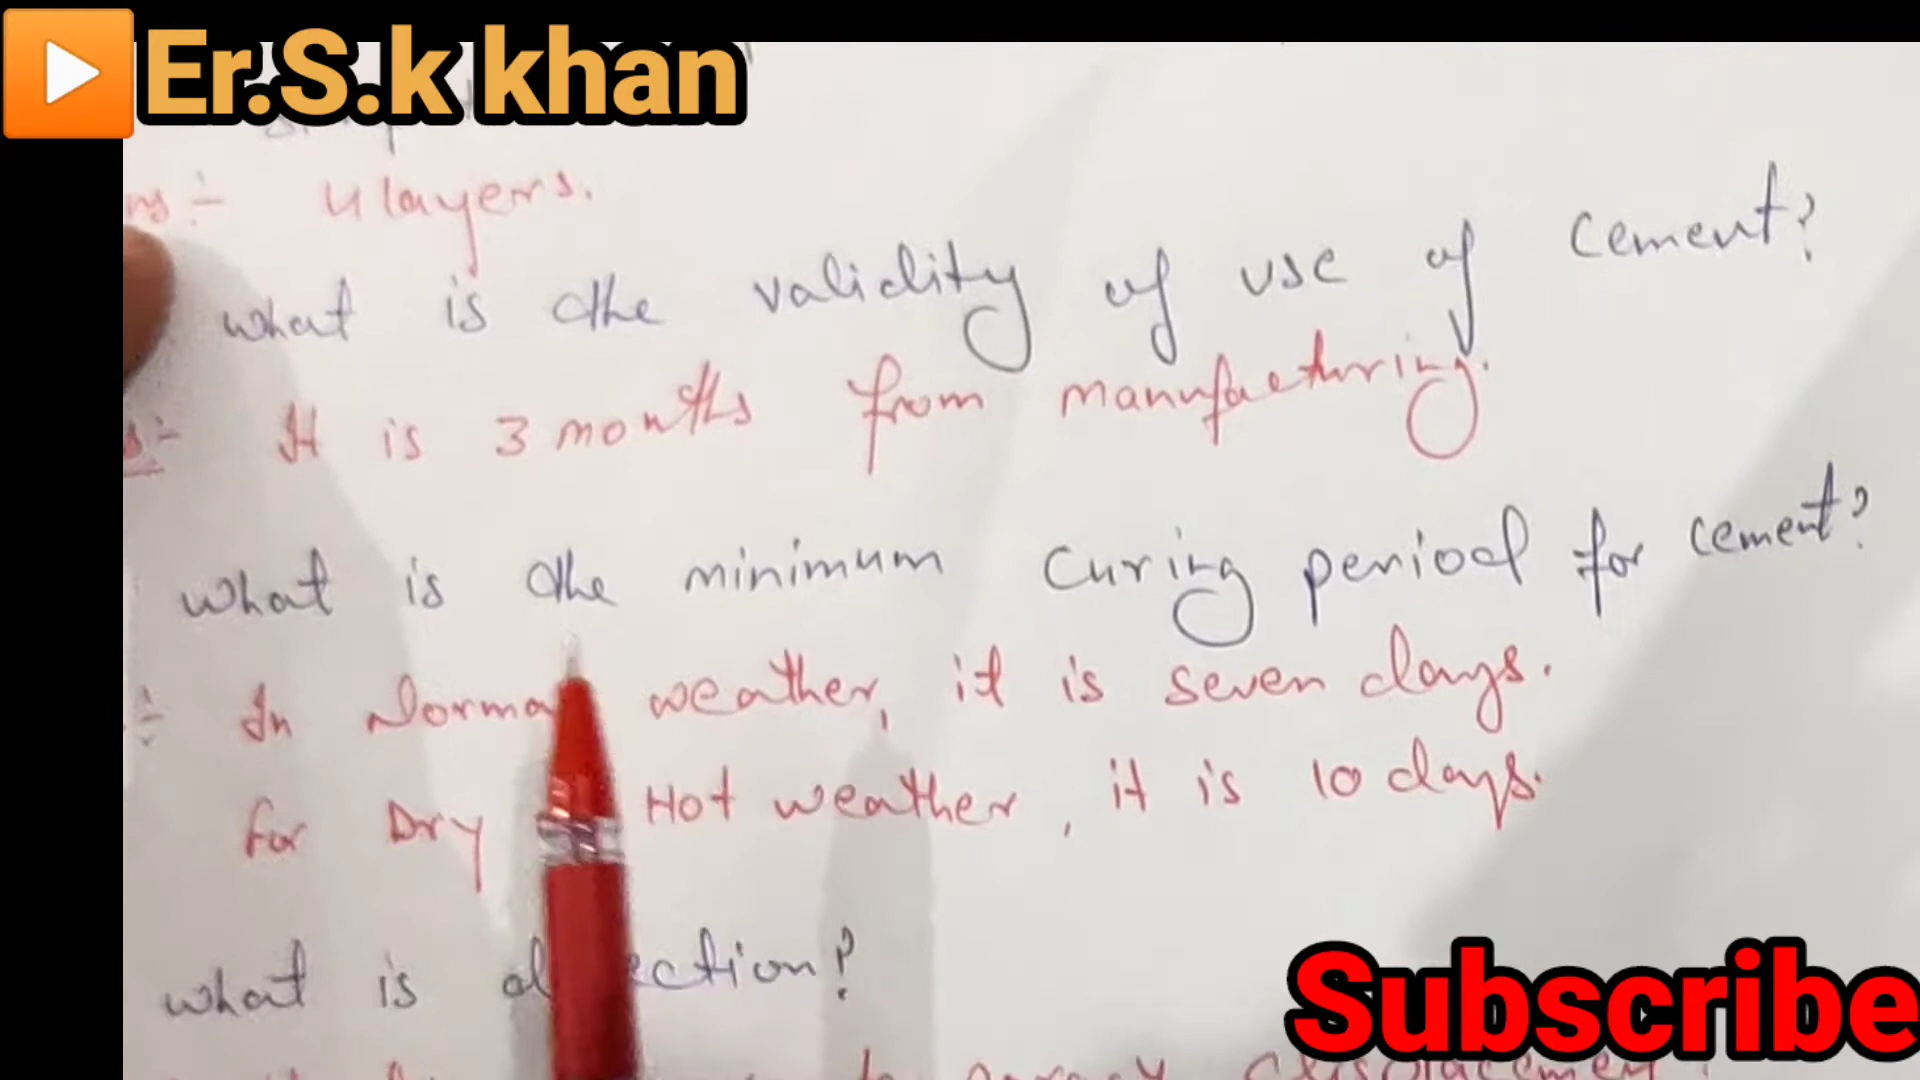 Er.S.k khan
4 layers.
what is the validity of use of cement?
It is 3 months from manufacturing.
what is the minimum curing period for cement?
In Normal weather, it is seven days.
for Dry Hot weather, it is 10 days.
what is ection?
displacement
Subscribe